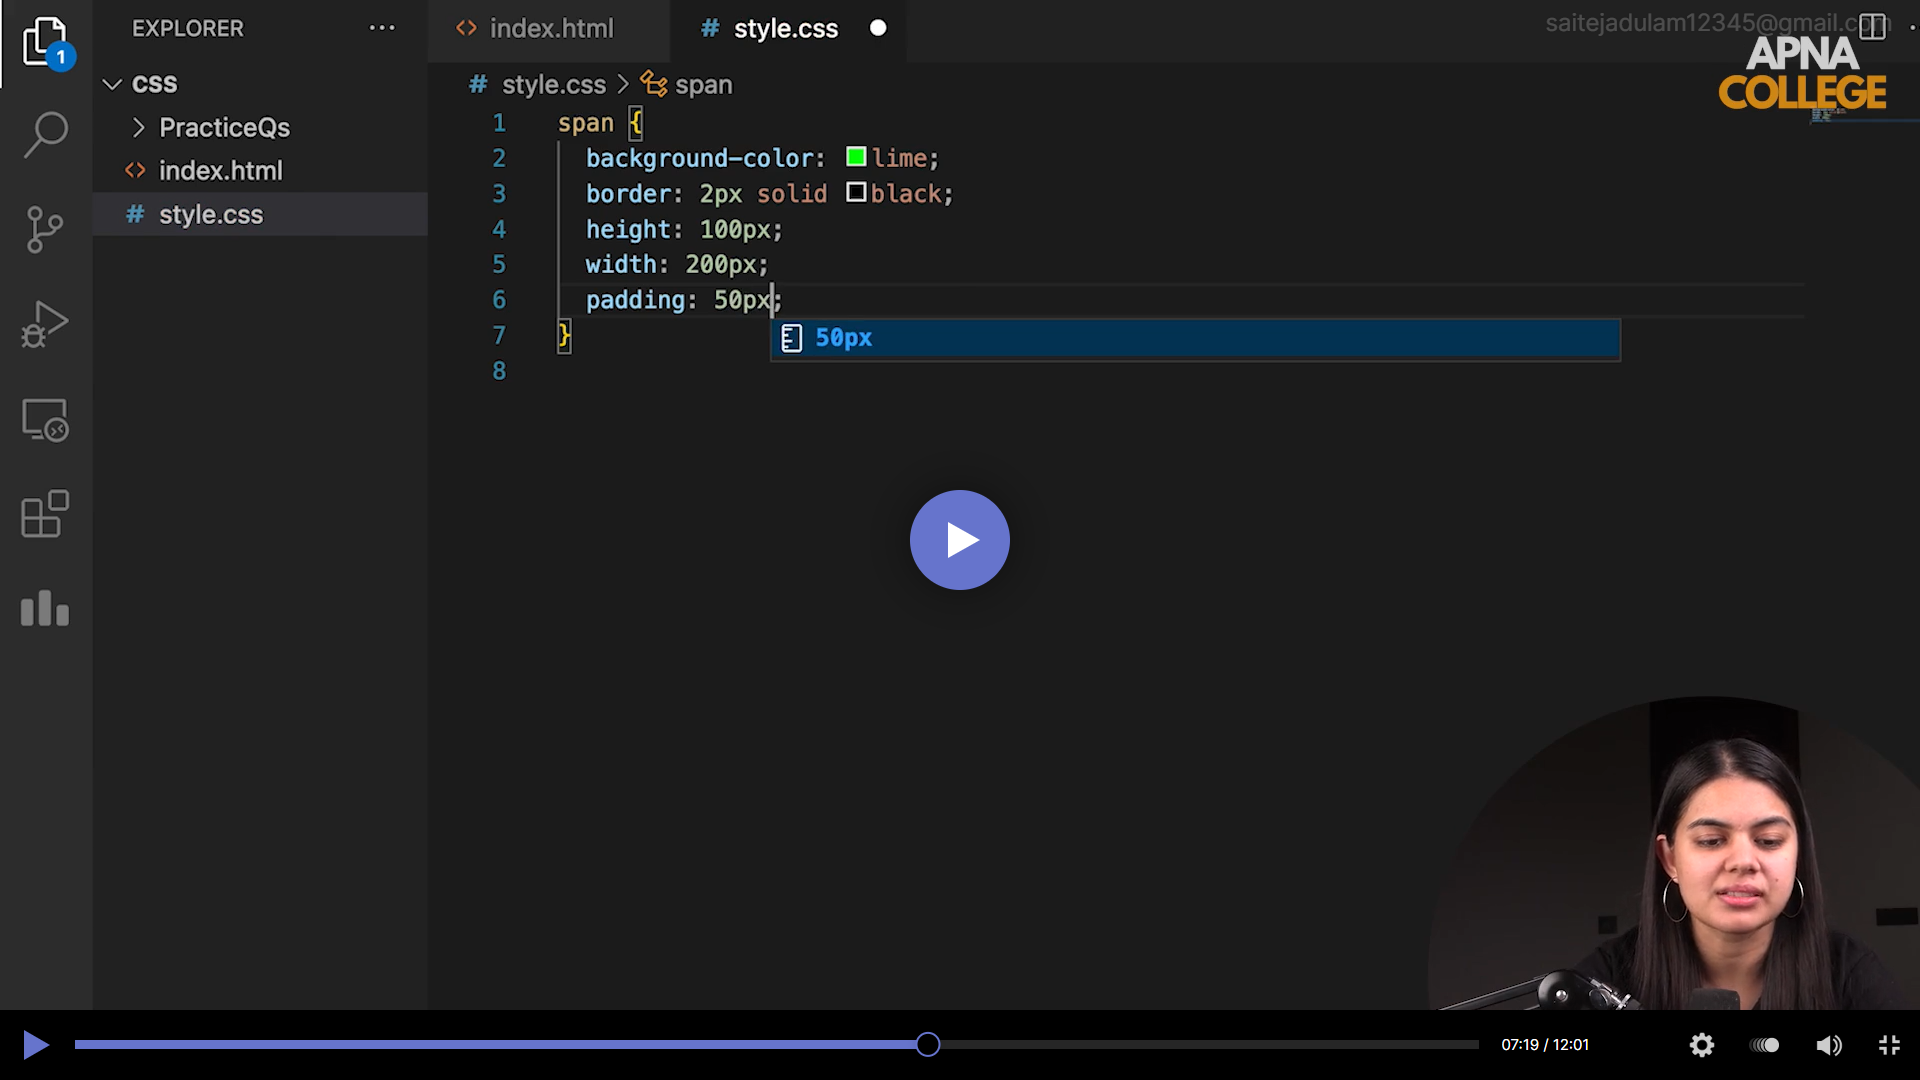 EXPLORER
index.html
# style.css
saitejadulam12345@gmail.com
APNA
COLLEGE
1
CSS
PracticeQs
index.html
# style.css
# style.css > span
1 span {
2 background-color: lime;
3 border: 2px solid black;
4 height: 100px;
5 width: 200px;
6 padding: 50px;
7 }
8
50px
07:19 / 12:01